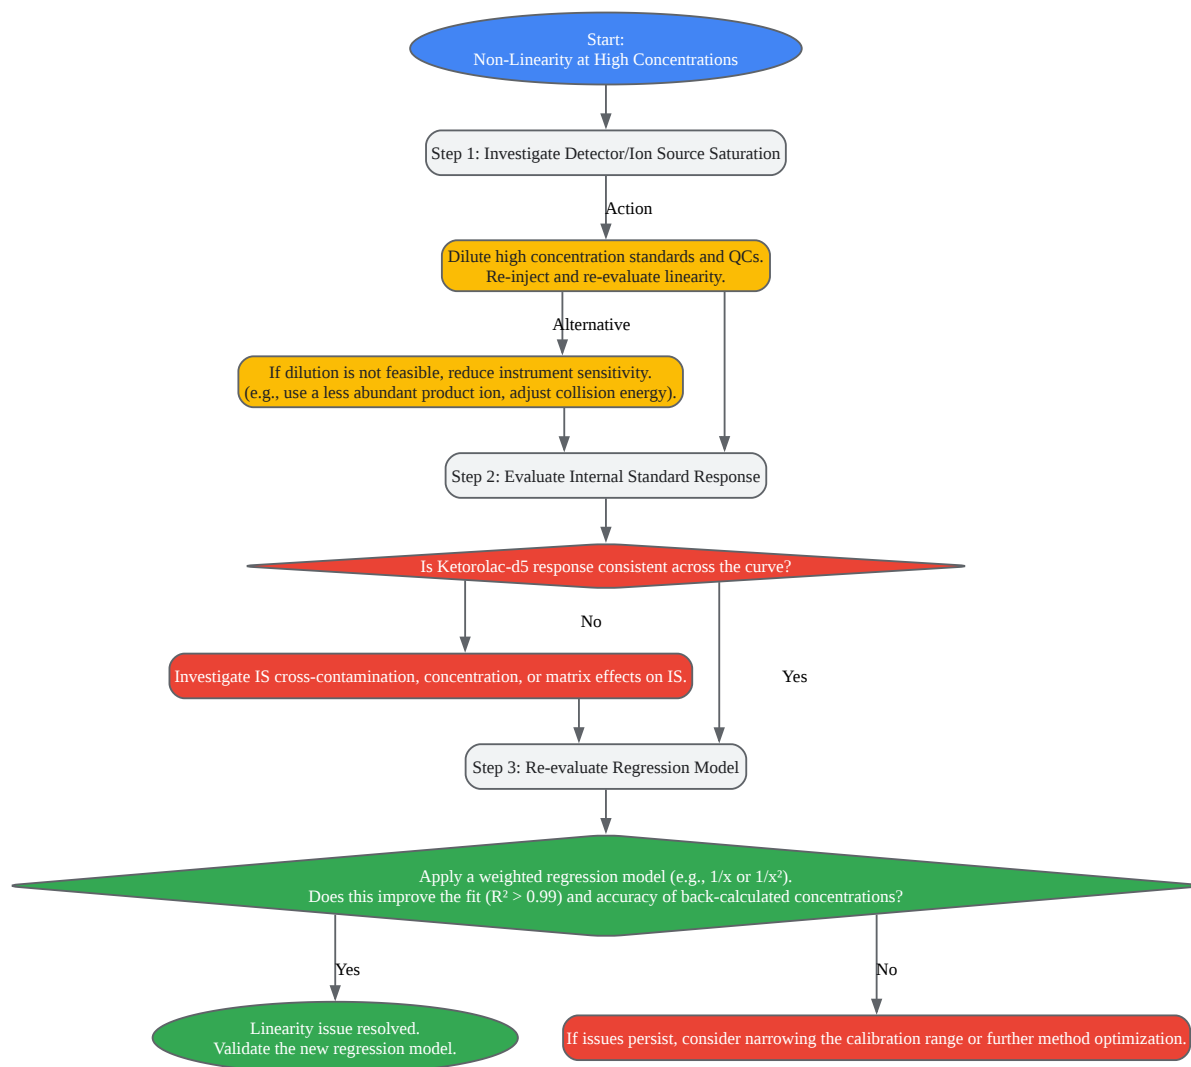 Start:
Non-Linearity at High Concentrations
Step 1: Investigate Detector/Ion Source Saturation
Action
Dilute high concentration standards and QCs.
Re-inject and re-evaluate linearity.
Alternative
If dilution is not feasible, reduce instrument sensitivity.
(e.g., use a less abundant product ion, adjust collision energy).
Step 2: Evaluate Internal Standard Response
Is Ketorolac-d5 response consistent across the curve?
No
Investigate IS cross-contamination, concentration, or matrix effects on IS.
Yes
Step 3: Re-evaluate Regression Model
Apply a weighted regression model (e.g., 1/x or 1/x²).
Does this improve the fit (R² > 0.99) and accuracy of back-calculated concentrations?
Yes
No
Linearity issue resolved.
Validate the new regression model.
If issues persist, consider narrowing the calibration range or further method optimization.